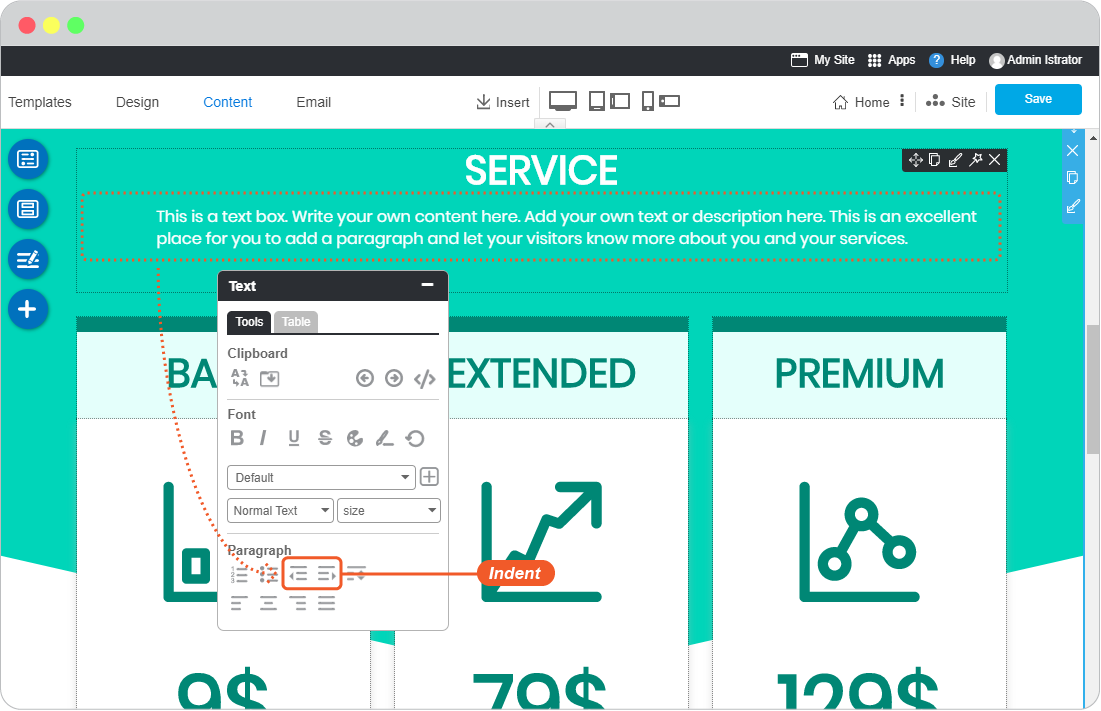 My Site Apps ? Help Admin Istrator
Templates Design Content Email Insert Home Site Save
SERVICE
This is a text box. Write your own content here. Add your own text or description here. This is an excellent
place for you to add a paragraph and let your visitors know more about you and your services.
Text
Tools Table
Clipboard
Font
B I U S
Default
Normal Text size
Paragraph
Indent
BA
EXTENDED
PREMIUM
9$
79$
129$